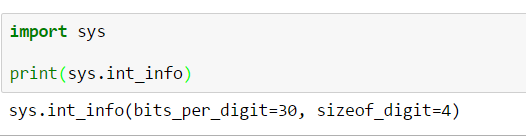 import sys
print(sys.int_info)
sys.int_info(bits_per_digit=30, sizeof_digit=4)